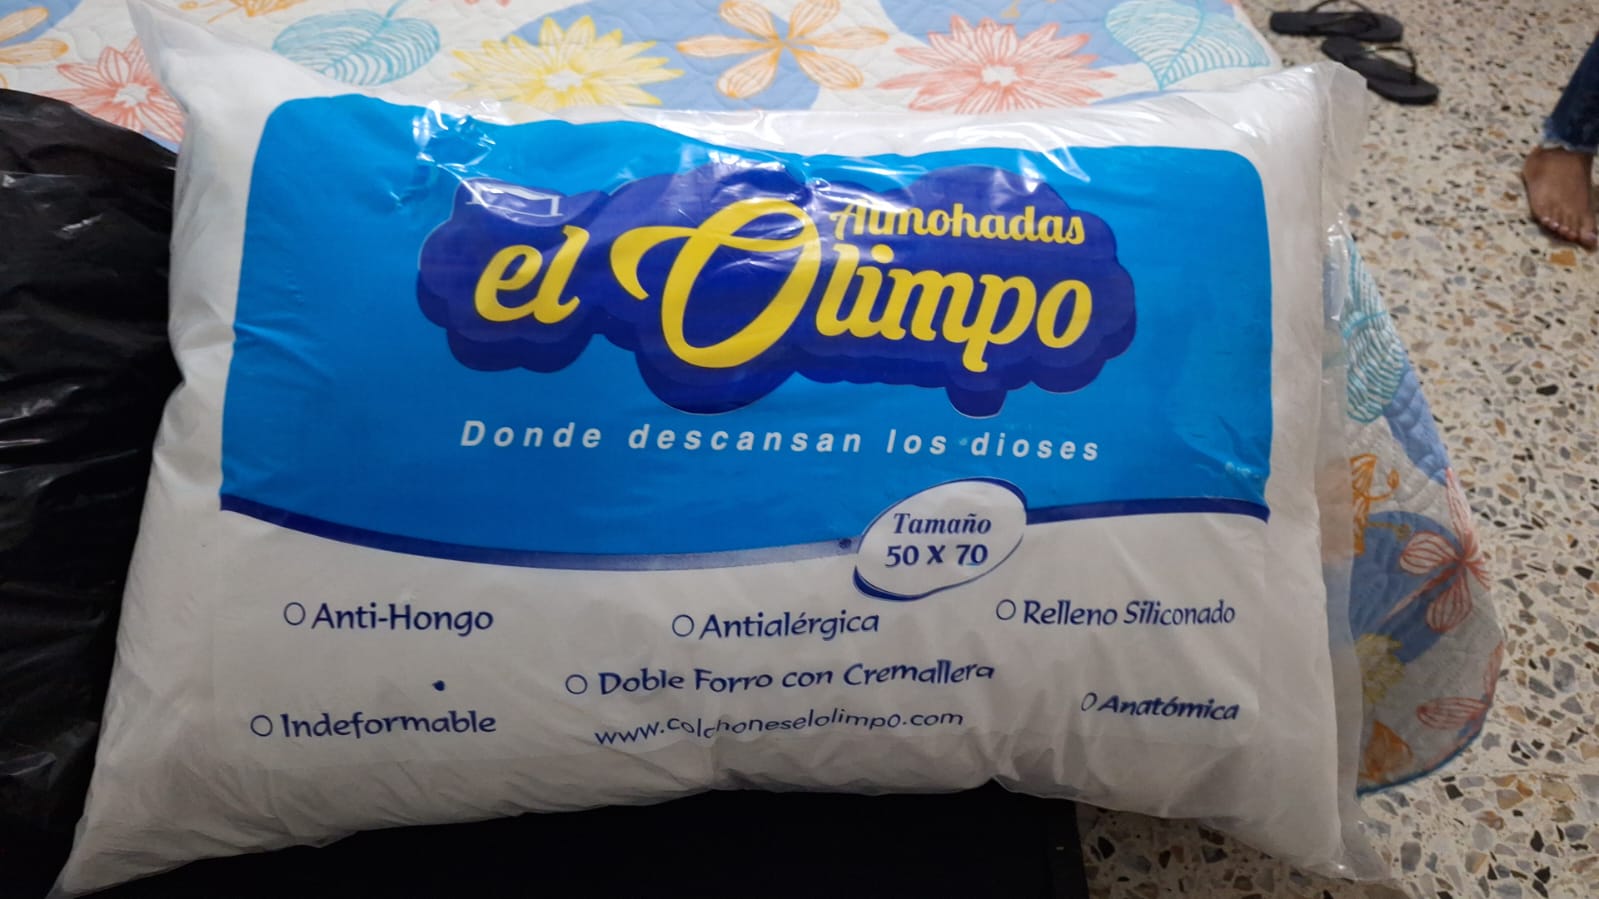 Almohadas
el Olimpo
Donde descansan los dioses
Tamaño
50 X 70
Anti-Hongo
Antialérgica
Relleno Siliconado
Doble Forro con Cremallera
Indeformable
Anatómica
www.colchoneselolimpo.com